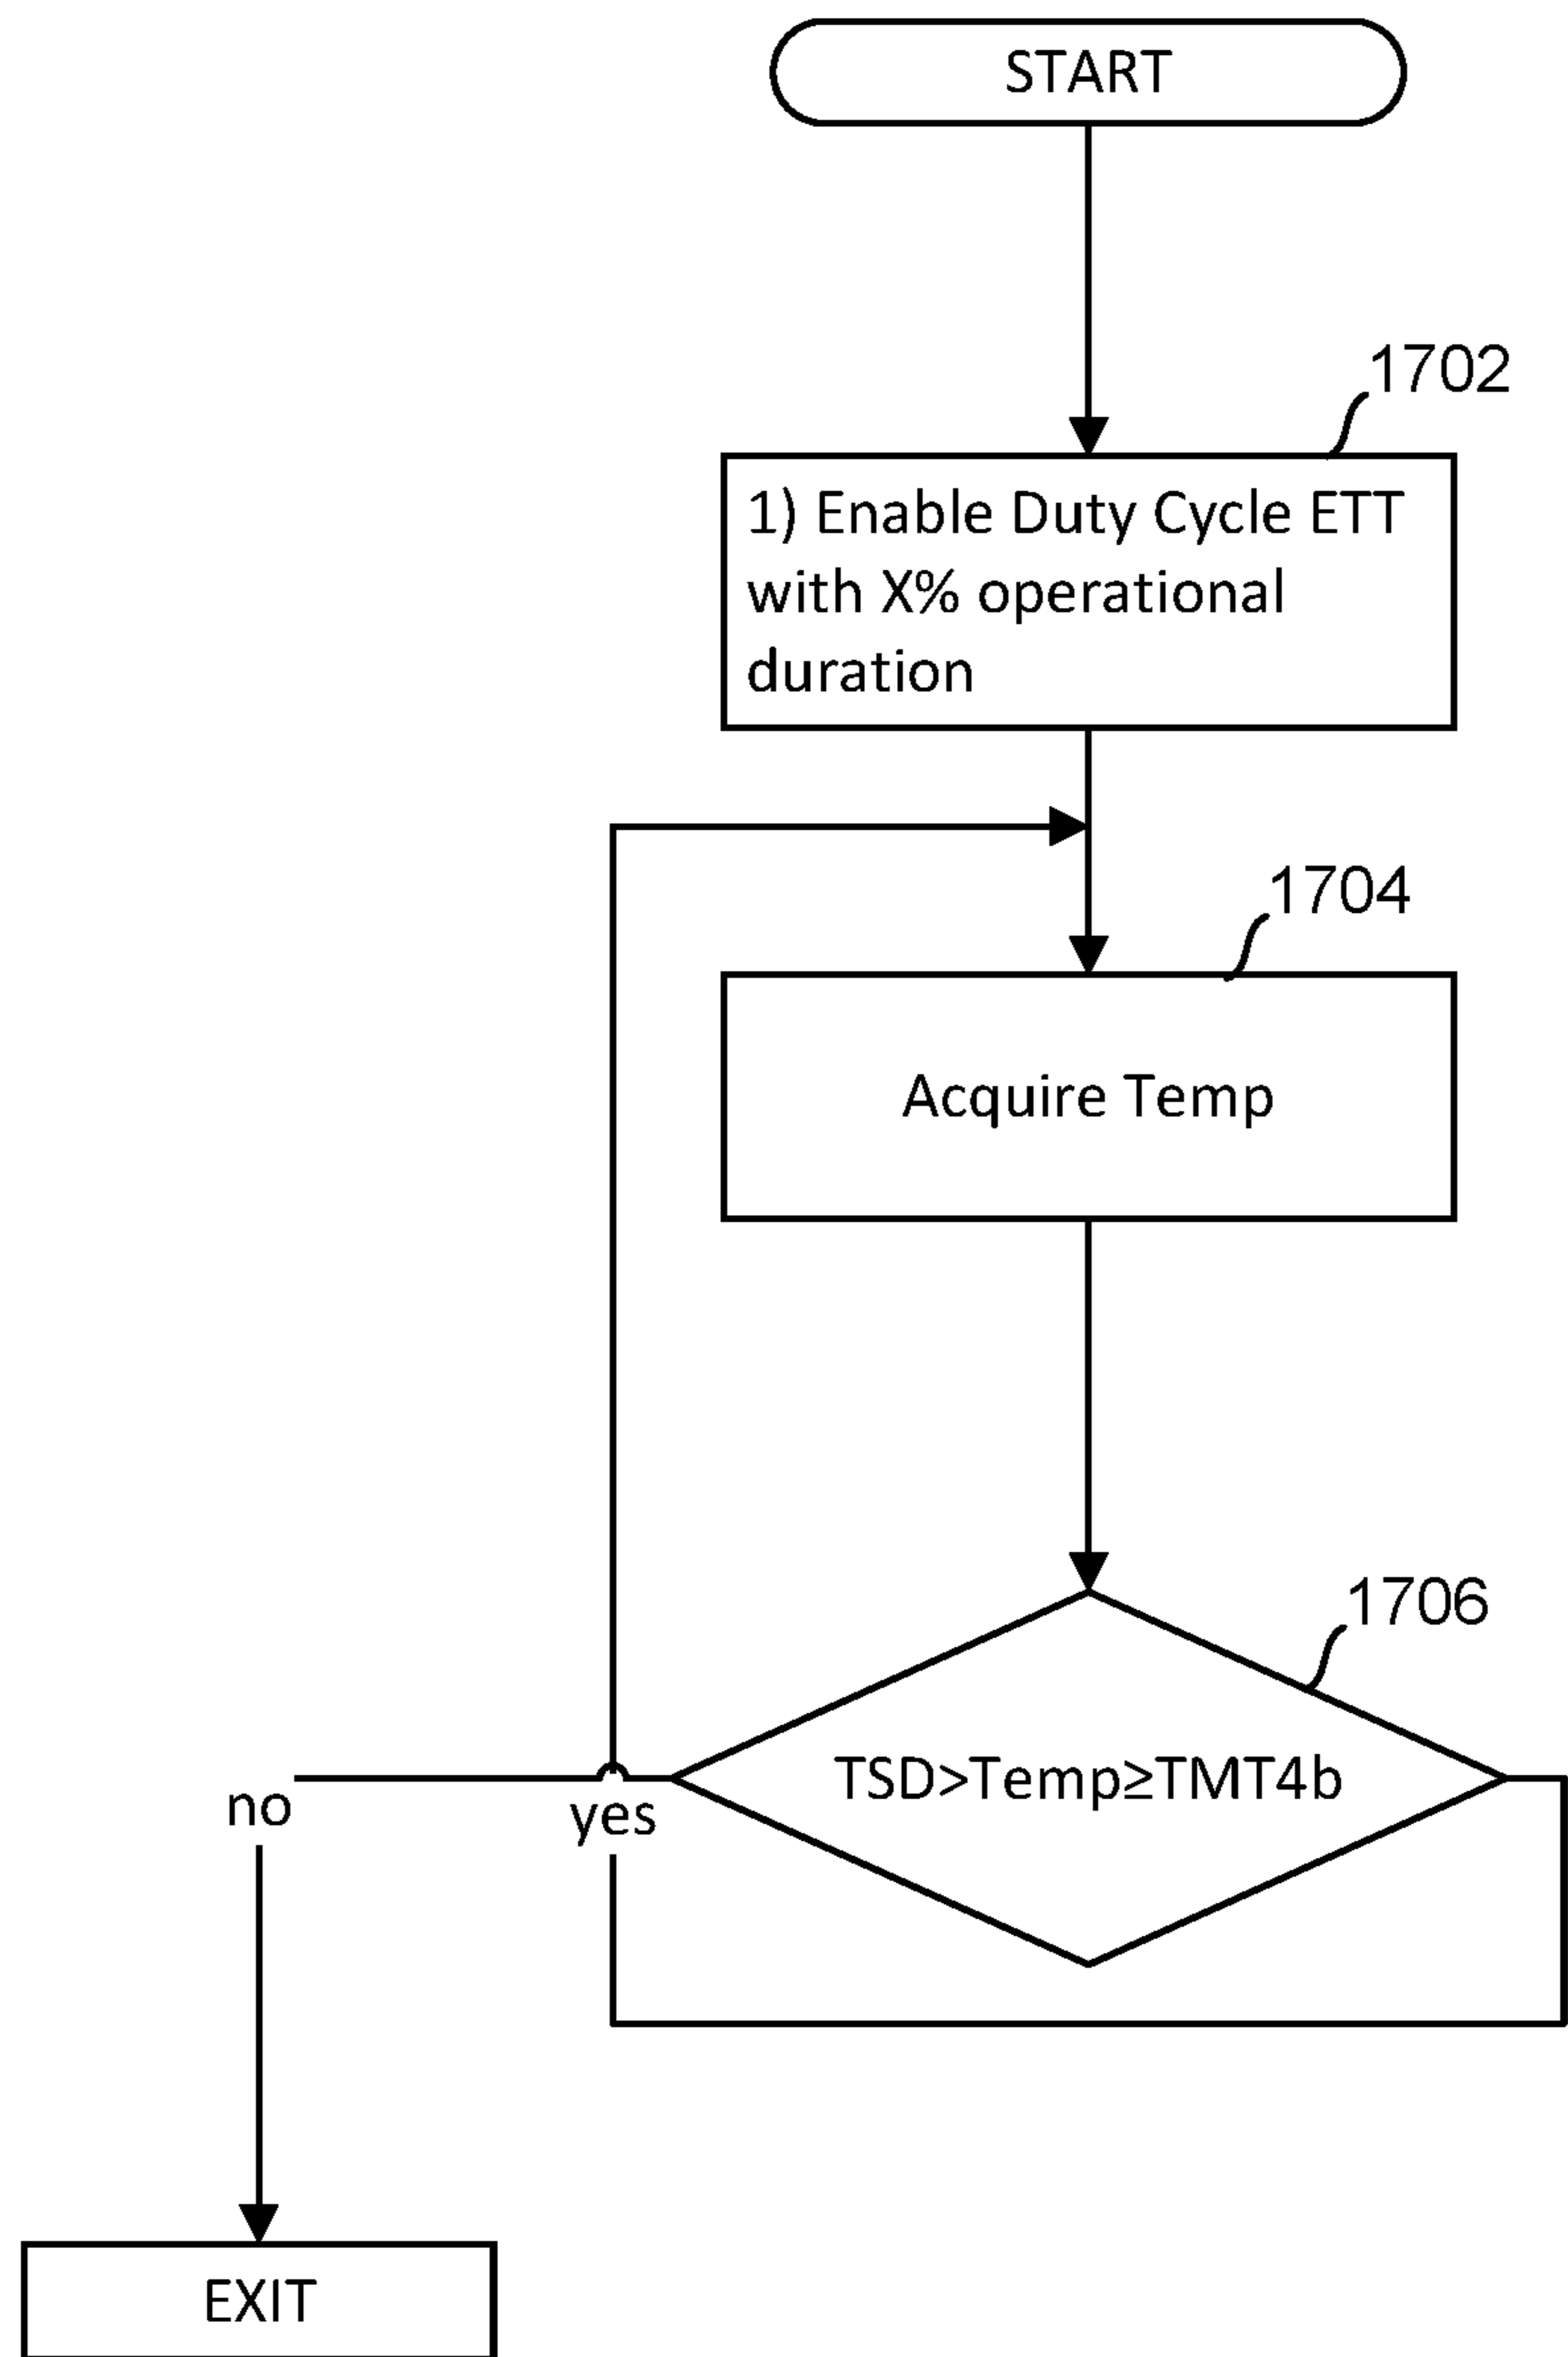 START
1702
1) Enable Duty Cycle ETT
with X% operational
duration
1704
Acquire Temp
1706
TSD>Temp≥TMT4b
no
yes
EXIT